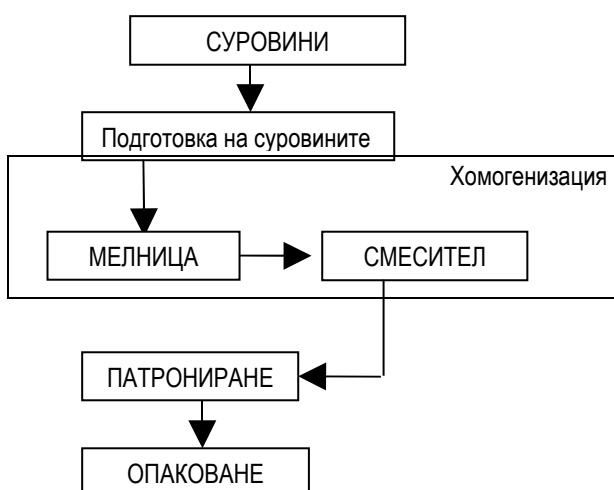 СУРОВИНИ
Подготовка на суровините
Хомогенизация
МЕЛНИЦА
СМЕСИТЕЛ
ПАТРОНИРАНЕ
ОПАКОВАНЕ